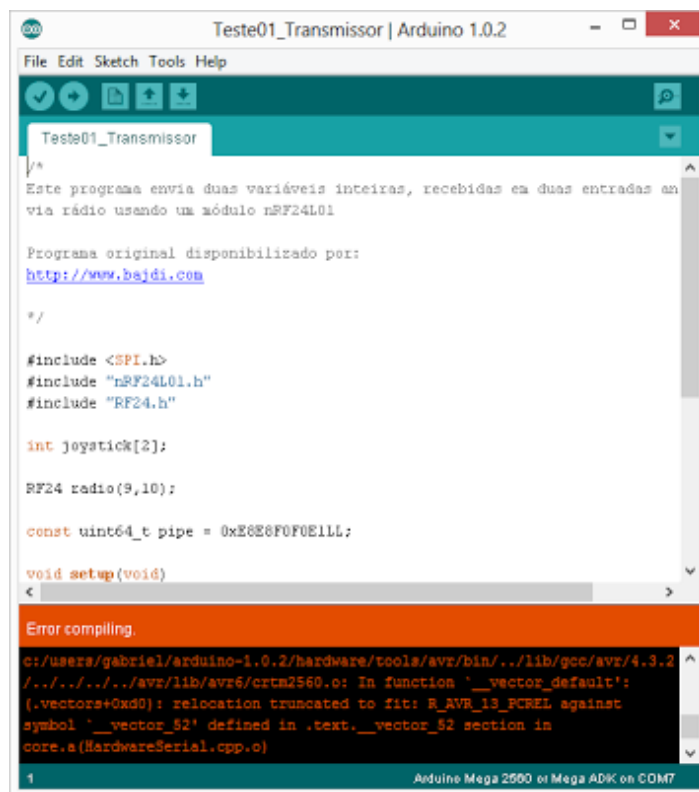 Teste01_Transmissor | Arduino 1.0.2
File Edit Sketch Tools Help
Teste01_Transmissor
/*
Este programa envia duas variáveis inteiras, recebidas em duas entradas an
via rádio usando um módulo nRF24L01
Programa original disponibilizado por:
http://www.bajdi.com
*/
#include <SPI.h>
#include "nRF24L01.h"
#include "RF24.h"
int joystick[2];
RF24 radio(9,10);
const uint64_t pipe = 0xE8E8F0F0E1LL;
void setup(void)
Error compiling.
c:/users/gabriel/arduino-1.0.2/hardware/tools/avr/bin/../lib/gcc/avr/4.3.2
/../../../../avr/lib/avr6/crtm2560.o: In function `__vector_default':
(.vectors+0xd0): relocation truncated to fit: R_AVR_13_PCREL against
symbol `__vector_52' defined in .text.__vector_52 section in
core.a(HardwareSerial.cpp.o)
1
Arduino Mega 2560 or Mega ADK on COM7